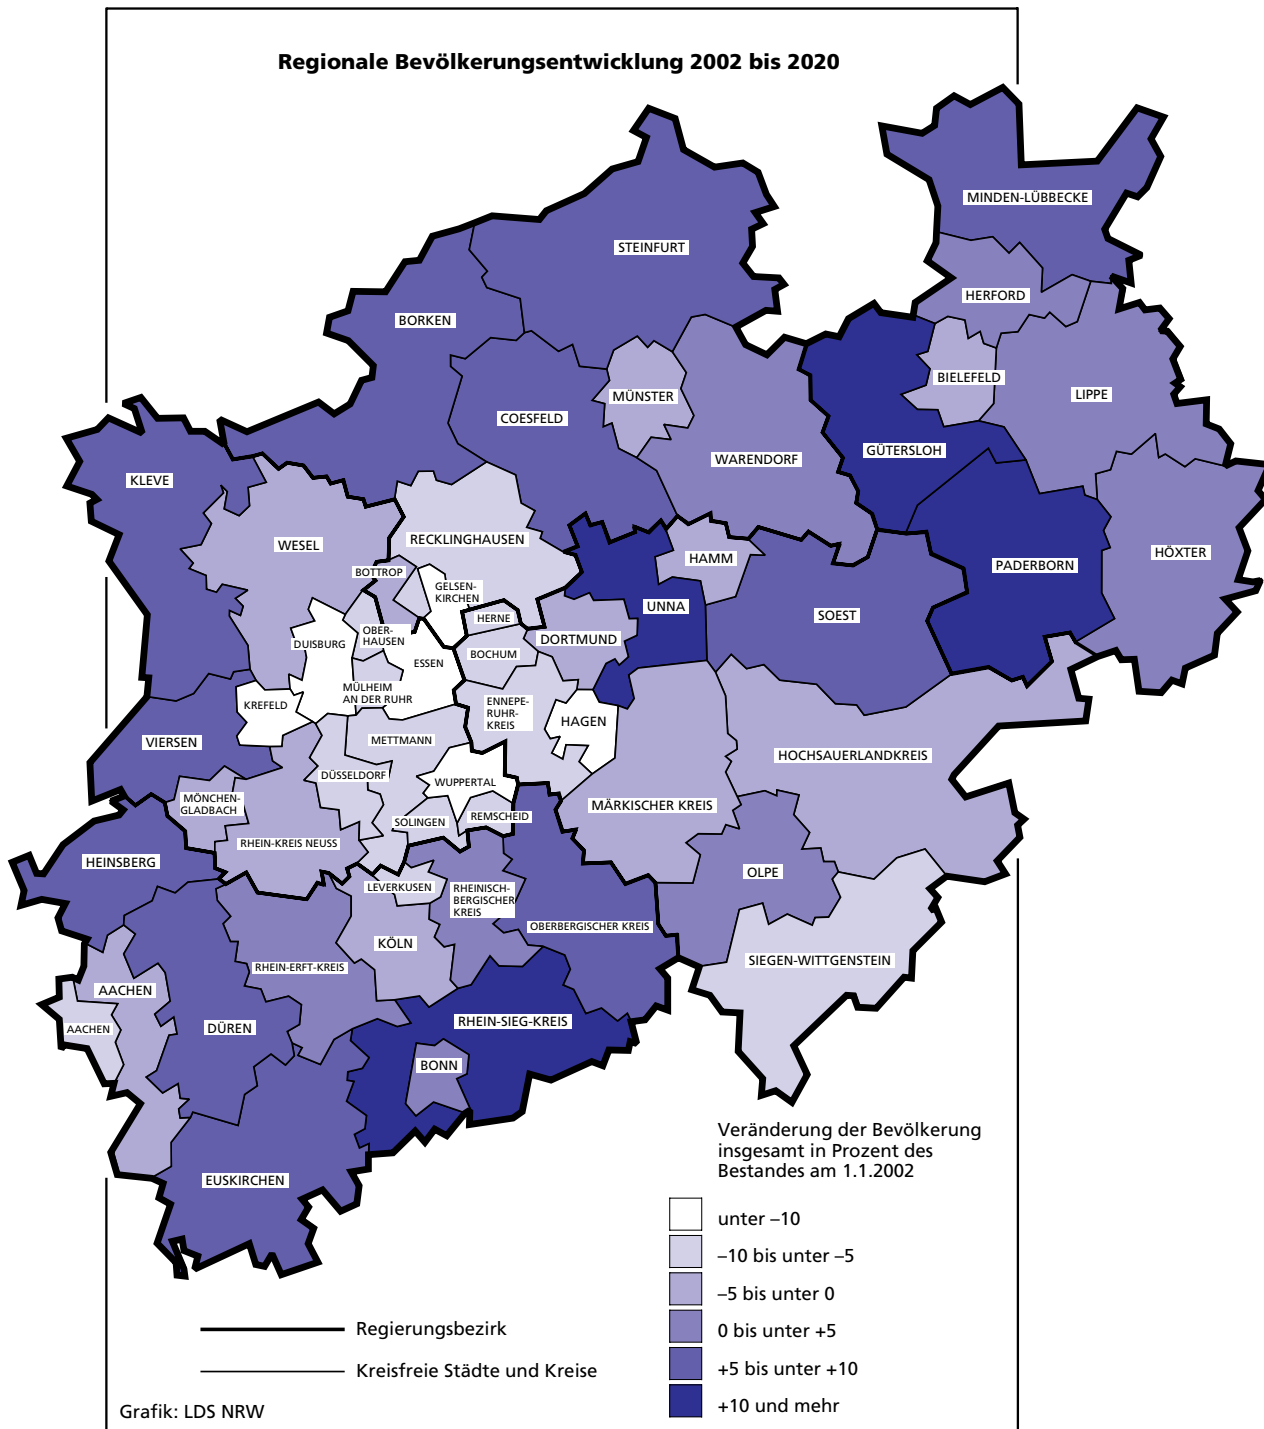 Regionale Bevölkerungsentwicklung 2002 bis 2020
MINDEN-LÜBBECKE
STEINFURT
HERFORD
BORKEN
BIELEFELD
LIPPE
MÜNSTER
COESFELD
GÜTERSLOH
WARENDORF
KLEVE
RECKLINGHAUSEN
WESEL
HÖXTER
HAMM
PADERBORN
BOTTROP
GELSEN-
KIRCHEN
UNNA
SOEST
HERNE
OBER-
HAUSEN
DORTMUND
DUISBURG
BOCHUM
ESSEN
MÜLHEIM
AN DER RUHR
KREFELD
ENNEPE-
RUHR-
KREIS
HAGEN
VIERSEN
METTMANN
HOCHSAUERLANDKREIS
DÜSSELDORF
WUPPERTAL
MÖNCHEN-
GLADBACH
MÄRKISCHER KREIS
SOLINGEN
REMSCHEID
RHEIN-KREIS NEUSS
HEINSBERG
OLPE
LEVERKUSEN
RHEINISCH-
BERGISCHER
KREIS
OBERBERGISCHER KREIS
KÖLN
SIEGEN-WITTGENSTEIN
RHEIN-ERFT-KREIS
AACHEN
RHEIN-SIEG-KREIS
DÜREN
AACHEN
BONN
EUSKIRCHEN
Veränderung der Bevölkerung
insgesamt in Prozent des
Bestandes am 1.1.2002
unter –10
–10 bis unter –5
–5 bis unter 0
0 bis unter +5
+5 bis unter +10
+10 und mehr
Regierungsbezirk
Kreisfreie Städte und Kreise
Grafik: LDS NRW